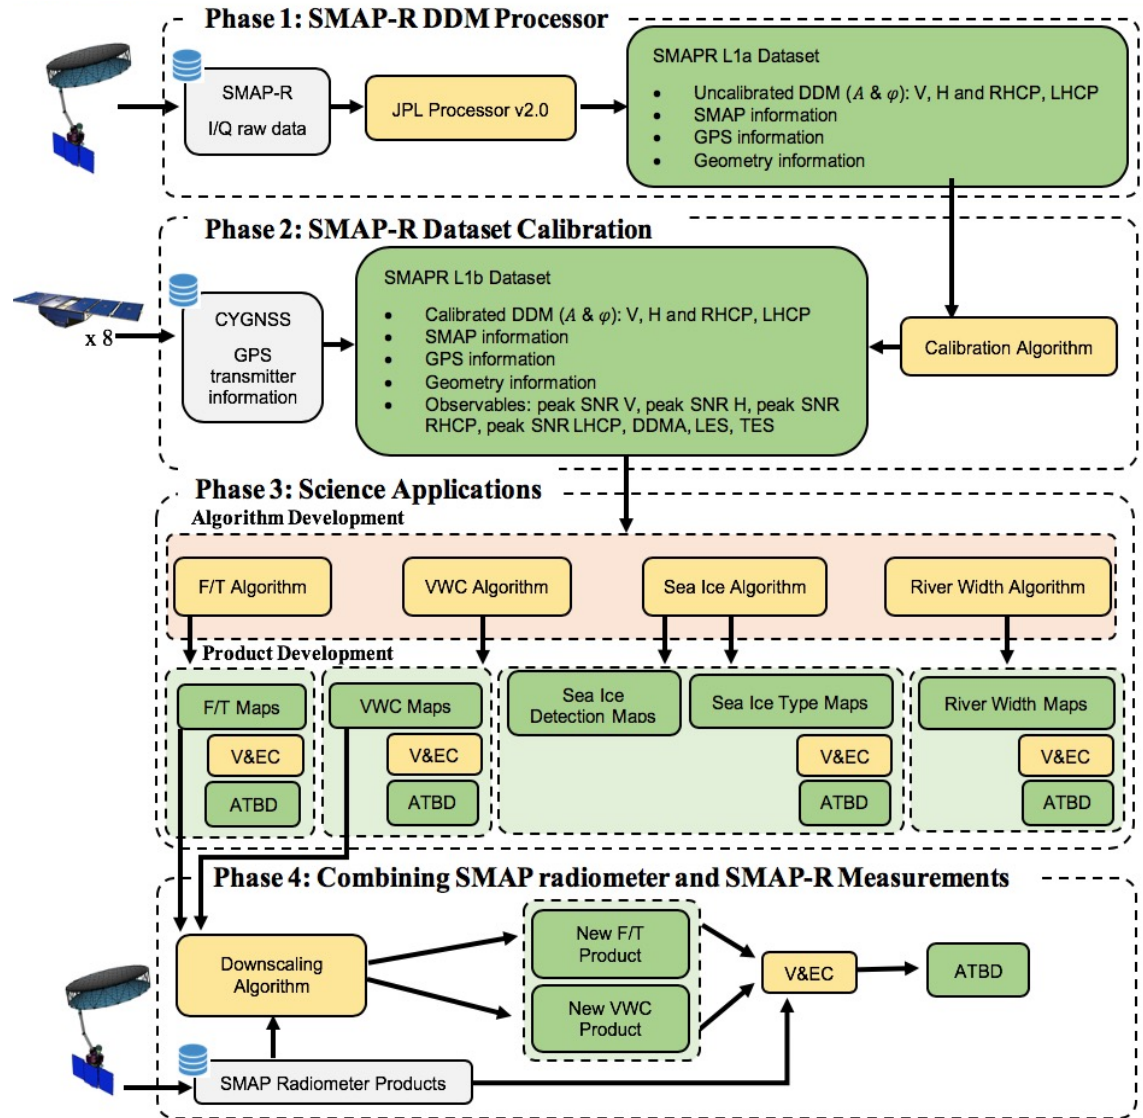 Phase 1: SMAP-R DDM Processor
SMAP-R
I/Q raw data
JPL Processor v2.0
SMAPR L1a Dataset
• Uncalibrated DDM (A & φ): V, H and RHCP, LHCP
• SMAP information
• GPS information
• Geometry information
Phase 2: SMAP-R Dataset Calibration
x 8
CYGNSS
GPS
transmitter
information
SMAPR L1b Dataset
• Calibrated DDM (A & φ): V, H and RHCP, LHCP
• SMAP information
• GPS information
• Geometry information
• Observables: peak SNR V, peak SNR H, peak SNR
RHCP, peak SNR LHCP, DDMA, LES, TES
Calibration Algorithm
Phase 3: Science Applications
Algorithm Development
F/T Algorithm
VWC Algorithm
Sea Ice Algorithm
River Width Algorithm
Product Development
F/T Maps
V&EC
ATBD
VWC Maps
V&EC
ATBD
Sea Ice
Detection Maps
Sea Ice Type Maps
V&EC
ATBD
River Width Maps
V&EC
ATBD
Phase 4: Combining SMAP radiometer and SMAP-R Measurements
Downscaling
Algorithm
New F/T
Product
New VWC
Product
V&EC
ATBD
SMAP Radiometer Products